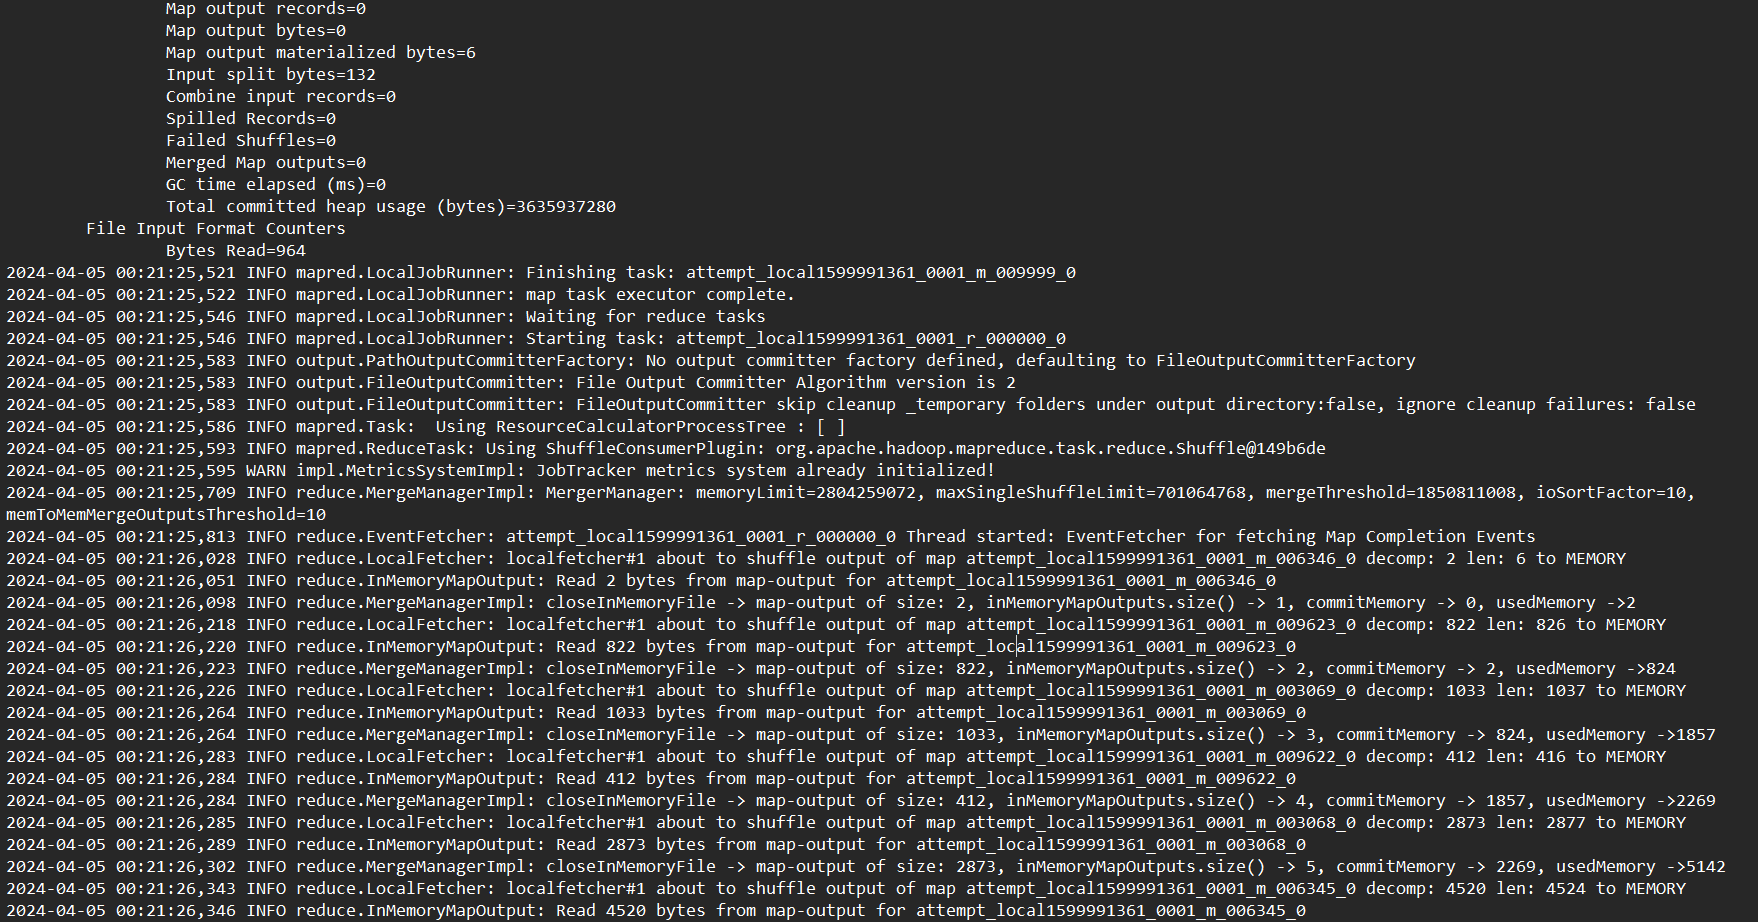 Map output records=0
Map output bytes=0
Map output materialized bytes=6
Input split bytes=132
Combine input records=0
Spilled Records=0
Failed Shuffles=0
Merged Map outputs=0
GC time elapsed (ms)=0
Total committed heap usage (bytes)=3635937280
File Input Format Counters
Bytes Read=964
2024-04-05 00:21:25,521 INFO mapred.LocalJobRunner: Finishing task: attempt_local1599991361_0001_m_009999_0
2024-04-05 00:21:25,522 INFO mapred.LocalJobRunner: map task executor complete.
2024-04-05 00:21:25,546 INFO mapred.LocalJobRunner: Waiting for reduce tasks
2024-04-05 00:21:25,546 INFO mapred.LocalJobRunner: Starting task: attempt_local1599991361_0001_r_000000_0
2024-04-05 00:21:25,583 INFO output.PathOutputCommitterFactory: No output committer factory defined, defaulting to FileOutputCommitterFactory
2024-04-05 00:21:25,583 INFO output.FileOutputCommitter: File Output Committer Algorithm version is 2
2024-04-05 00:21:25,583 INFO output.FileOutputCommitter: FileOutputCommitter skip cleanup _temporary folders under output directory:false, ignore cleanup failures: false
2024-04-05 00:21:25,586 INFO mapred.Task:  Using ResourceCalculatorProcessTree : [ ]
2024-04-05 00:21:25,593 INFO mapred.ReduceTask: Using ShuffleConsumerPlugin: org.apache.hadoop.mapreduce.task.reduce.Shuffle@149b6de
2024-04-05 00:21:25,595 WARN impl.MetricsSystemImpl: JobTracker metrics system already initialized!
2024-04-05 00:21:25,709 INFO reduce.MergeManagerImpl: MergerManager: memoryLimit=2804259072, maxSingleShuffleLimit=701064768, mergeThreshold=1850811008, ioSortFactor=10,
memToMemMergeOutputsThreshold=10
2024-04-05 00:21:25,813 INFO reduce.EventFetcher: attempt_local1599991361_0001_r_000000_0 Thread started: EventFetcher for fetching Map Completion Events
2024-04-05 00:21:26,028 INFO reduce.LocalFetcher: localfetcher#1 about to shuffle output of map attempt_local1599991361_0001_m_006346_0 decomp: 2 len: 6 to MEMORY
2024-04-05 00:21:26,051 INFO reduce.InMemoryMapOutput: Read 2 bytes from map-output for attempt_local1599991361_0001_m_006346_0
2024-04-05 00:21:26,098 INFO reduce.MergeManagerImpl: closeInMemoryFile -> map-output of size: 2, inMemoryMapOutputs.size() -> 1, commitMemory -> 0, usedMemory ->2
2024-04-05 00:21:26,218 INFO reduce.LocalFetcher: localfetcher#1 about to shuffle output of map attempt_local1599991361_0001_m_009623_0 decomp: 822 len: 826 to MEMORY
2024-04-05 00:21:26,220 INFO reduce.InMemoryMapOutput: Read 822 bytes from map-output for attempt_local1599991361_0001_m_009623_0
2024-04-05 00:21:26,223 INFO reduce.MergeManagerImpl: closeInMemoryFile -> map-output of size: 822, inMemoryMapOutputs.size() -> 2, commitMemory -> 2, usedMemory ->824
2024-04-05 00:21:26,226 INFO reduce.LocalFetcher: localfetcher#1 about to shuffle output of map attempt_local1599991361_0001_m_003069_0 decomp: 1033 len: 1037 to MEMORY
2024-04-05 00:21:26,264 INFO reduce.InMemoryMapOutput: Read 1033 bytes from map-output for attempt_local1599991361_0001_m_003069_0
2024-04-05 00:21:26,264 INFO reduce.MergeManagerImpl: closeInMemoryFile -> map-output of size: 1033, inMemoryMapOutputs.size() -> 3, commitMemory -> 824, usedMemory ->1857
2024-04-05 00:21:26,283 INFO reduce.LocalFetcher: localfetcher#1 about to shuffle output of map attempt_local1599991361_0001_m_009622_0 decomp: 412 len: 416 to MEMORY
2024-04-05 00:21:26,284 INFO reduce.InMemoryMapOutput: Read 412 bytes from map-output for attempt_local1599991361_0001_m_009622_0
2024-04-05 00:21:26,284 INFO reduce.MergeManagerImpl: closeInMemoryFile -> map-output of size: 412, inMemoryMapOutputs.size() -> 4, commitMemory -> 1857, usedMemory ->2269
2024-04-05 00:21:26,285 INFO reduce.LocalFetcher: localfetcher#1 about to shuffle output of map attempt_local1599991361_0001_m_003068_0 decomp: 2873 len: 2877 to MEMORY
2024-04-05 00:21:26,289 INFO reduce.InMemoryMapOutput: Read 2873 bytes from map-output for attempt_local1599991361_0001_m_003068_0
2024-04-05 00:21:26,302 INFO reduce.MergeManagerImpl: closeInMemoryFile -> map-output of size: 2873, inMemoryMapOutputs.size() -> 5, commitMemory -> 2269, usedMemory ->5142
2024-04-05 00:21:26,343 INFO reduce.LocalFetcher: localfetcher#1 about to shuffle output of map attempt_local1599991361_0001_m_006345_0 decomp: 4520 len: 4524 to MEMORY
2024-04-05 00:21:26,346 INFO reduce.InMemoryMapOutput: Read 4520 bytes from map-output for attempt_local1599991361_0001_m_006345_0